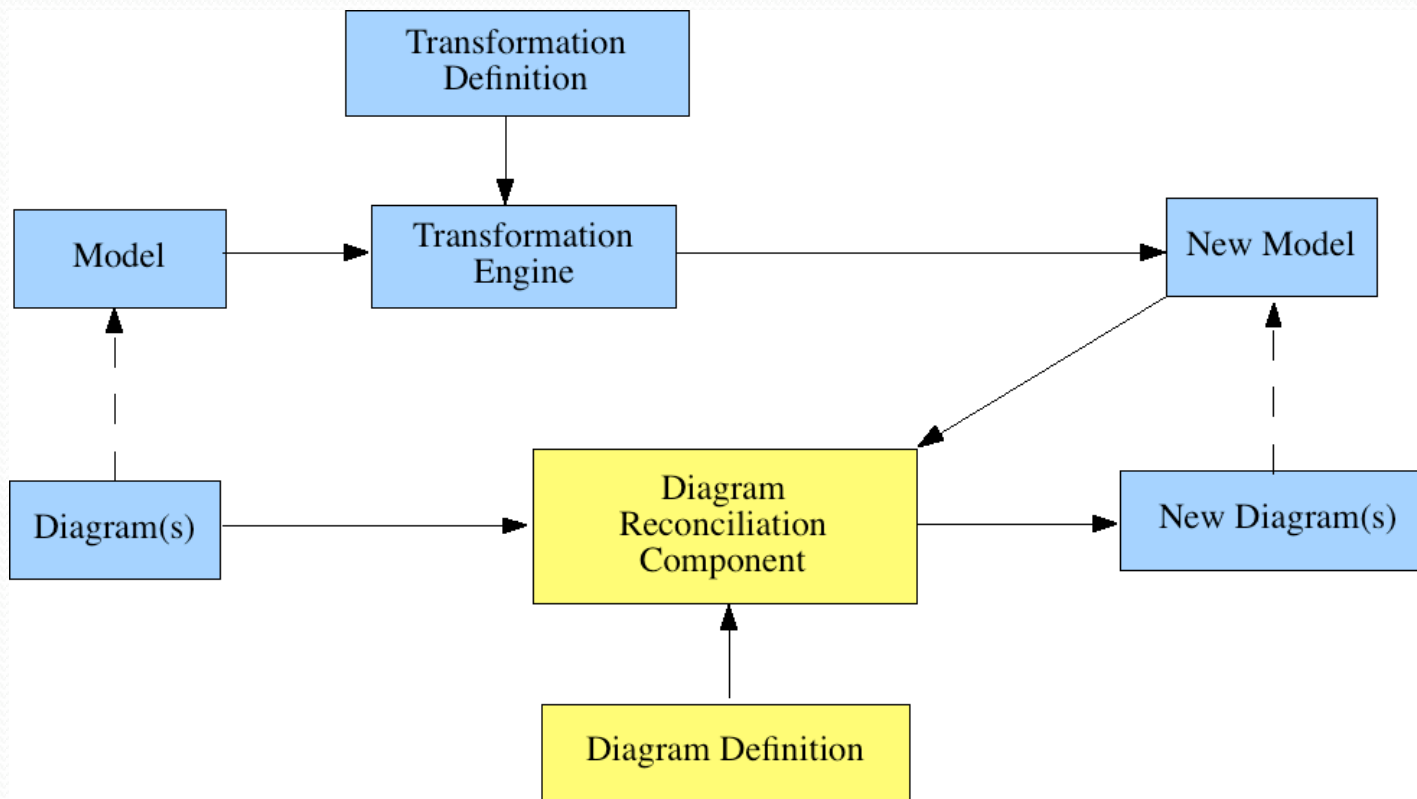 Transformation
Definition
Model
Transformation
Engine
New Model
Diagram(s)
Diagram
Reconciliation
Component
New Diagram(s)
Diagram Definition